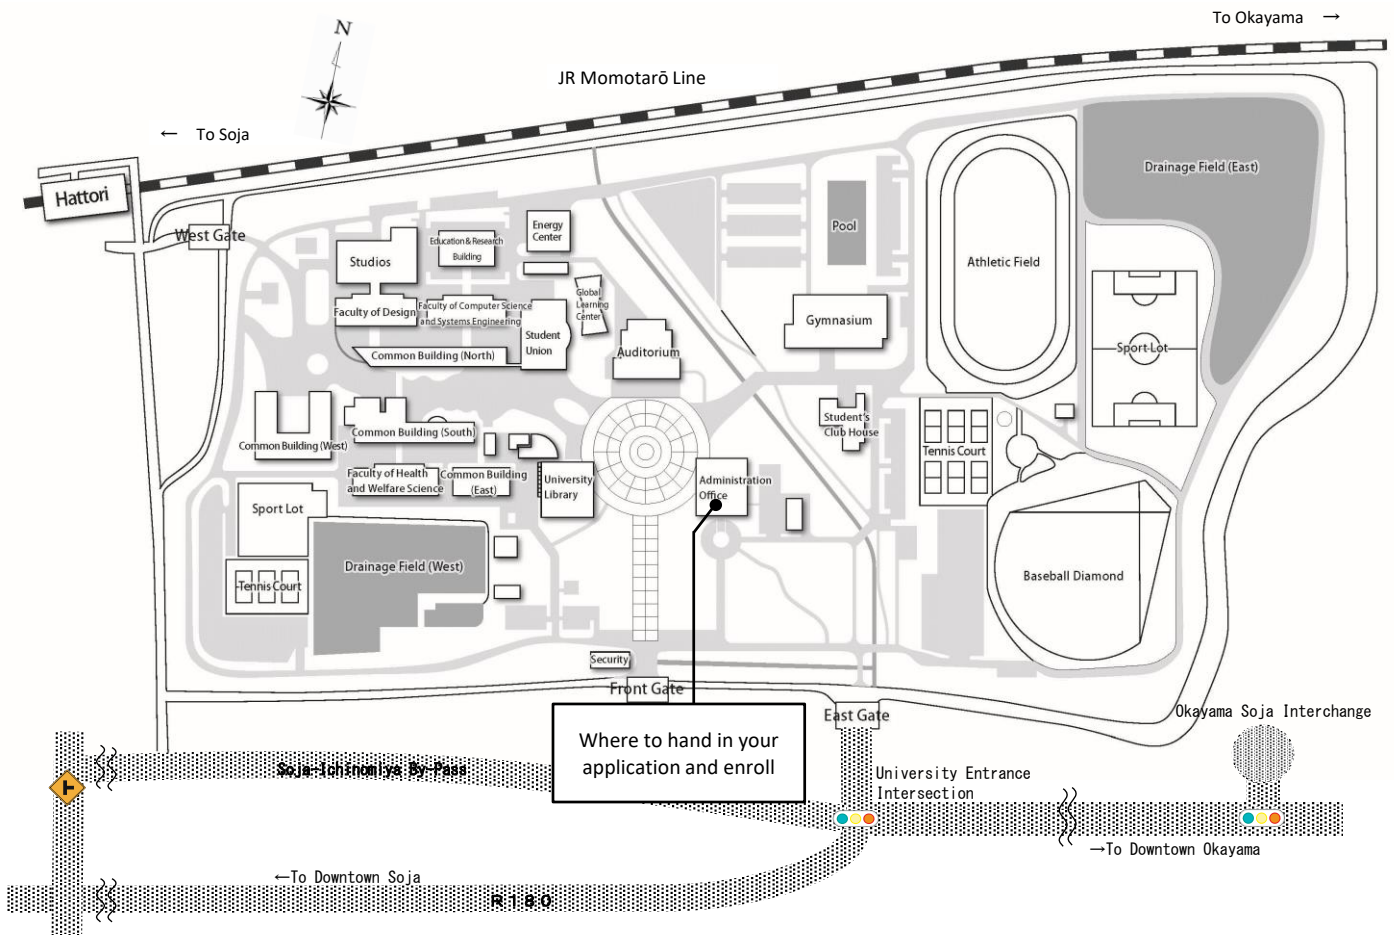 To Okayama →
N
JR Momotarō Line
← To Soja
Hattori
West Gate
Drainage Field (East)
Energy
Center
Education & Research
Building
Studios
Pool
Athletic Field
Global
Learning
Center
Faculty of Design
Faculty of Computer Science
and Systems Engineering
Student
Union
Gymnasium
Common Building (North)
Auditorium
Sport Lot
Common Building (West)
Common Building (South)
Student's
Club House
Tennis Court
Faculty of Health
and Welfare Science
Common Building
(East)
University
Library
Administration
Office
Sport Lot
Drainage Field (West)
Tennis Court
Baseball Diamond
Security
Front Gate
East Gate
Okayama Soja Interchange
Where to hand in your
application and enroll
Soja-Ichinomiya By-Pass
University Entrance
Intersection
→To Downtown Okayama
←To Downtown Soja
R180